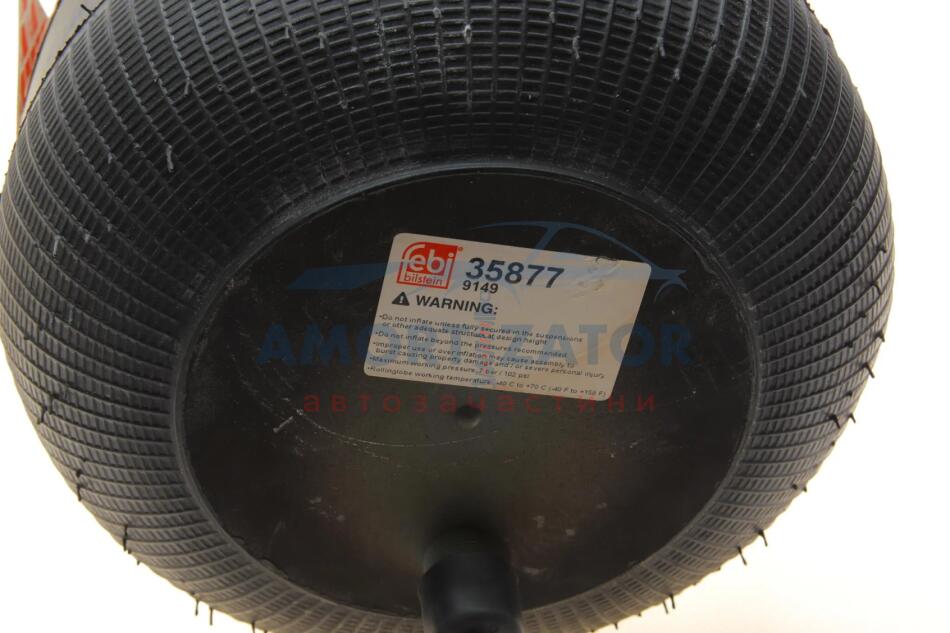 febi
bilstein
35877
9149
WARNING:
•Do not inflate unless fully secured in the suspensions
or other adequate structure at design height
•Do not inflate beyond the pressures recommended
•Improper use or over inflation may cause assembly to
burst causing property damage and / or severe personal injury
•Maximum working pressure: 7 bar / 102 psi
•Rollinglobe working temperature: -40 C to +70 C (-40 F to +158 F)
автозапчастини